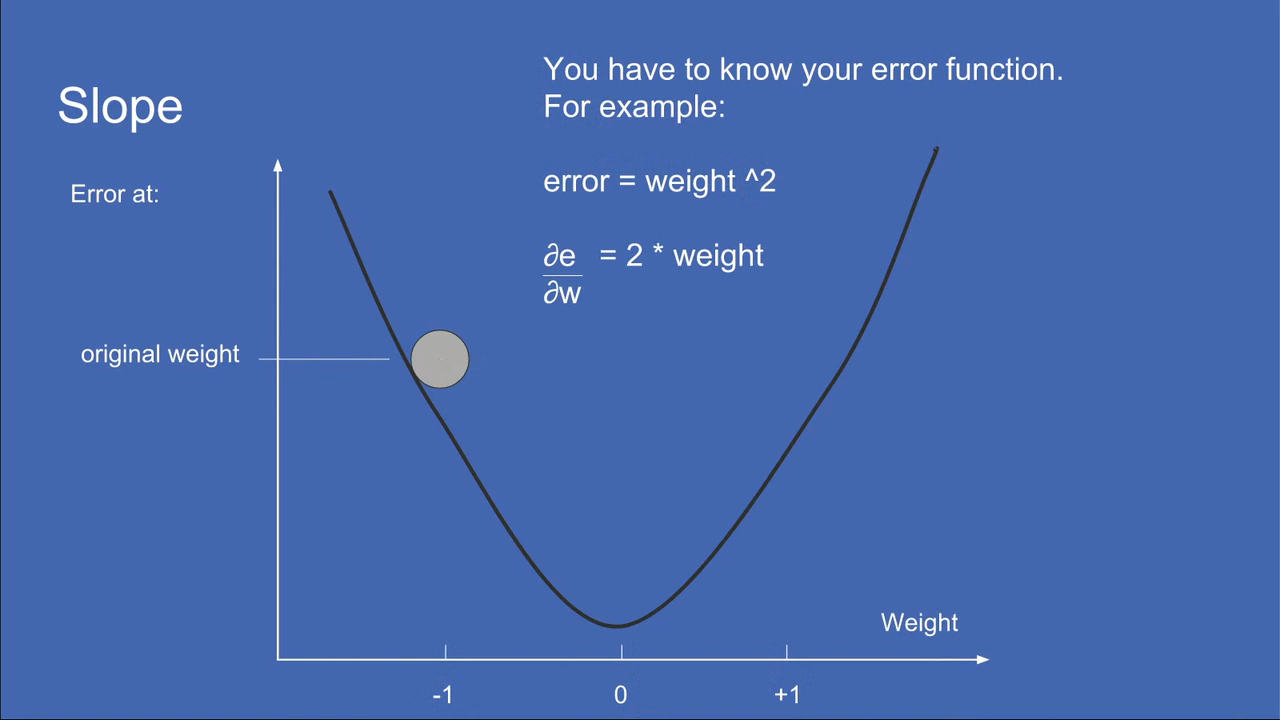 Slope
You have to know your error function.
For example:
error = weight ^2
∂e = 2 * weight
∂w
Error at:
original weight
Weight
-1
0
+1